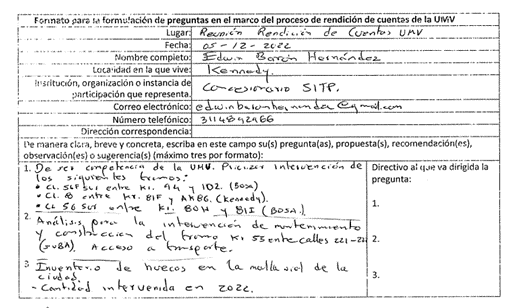 Formato para la formulación de preguntas en el marco del proceso de rendición de cuentas de la UMV
Lugar: Reunión Rendición de Cuentas UMV
Fecha: 05-12-2022
Nombre completo: Edwin Barón Hernández
Localidad en la que vive: Kennedy.
Institución, organización o instancia de participación que representa. Concesionario SITP.
Correo electrónico: edwinbaronhernandez@gmail.com
Número telefónico: 3114842966
Dirección correspondencia:
De manera clara, breve y concreta, escriba en este campo su(s) pregunta(as), propuesta(s), recomendación(es),
observación(es) o sugerencia(s) (máximo tres por formato):
Directivo al que va dirigida la
pregunta:
1. De ser competencia de la UMV. Priorizar intervención de
los siguientes tramos:
• CL 54F SUR entre Kr. 94 y 102. (Bosa)
• CL 8 entre Kr. 81F y AK86. (Kennedy).
• CL 56 Sur entre Kr. 80H y 81I (BOSA).
1.
2. Análisis para la intervención de mantenimiento
y construcción del tramo Kr 55 entre calles 221-
(SUBA). Acceso a transporte.
2.
3 Inventario de huecos en la malla vial de la
ciudad.
- Cantidad intervenida en 2022.
3.